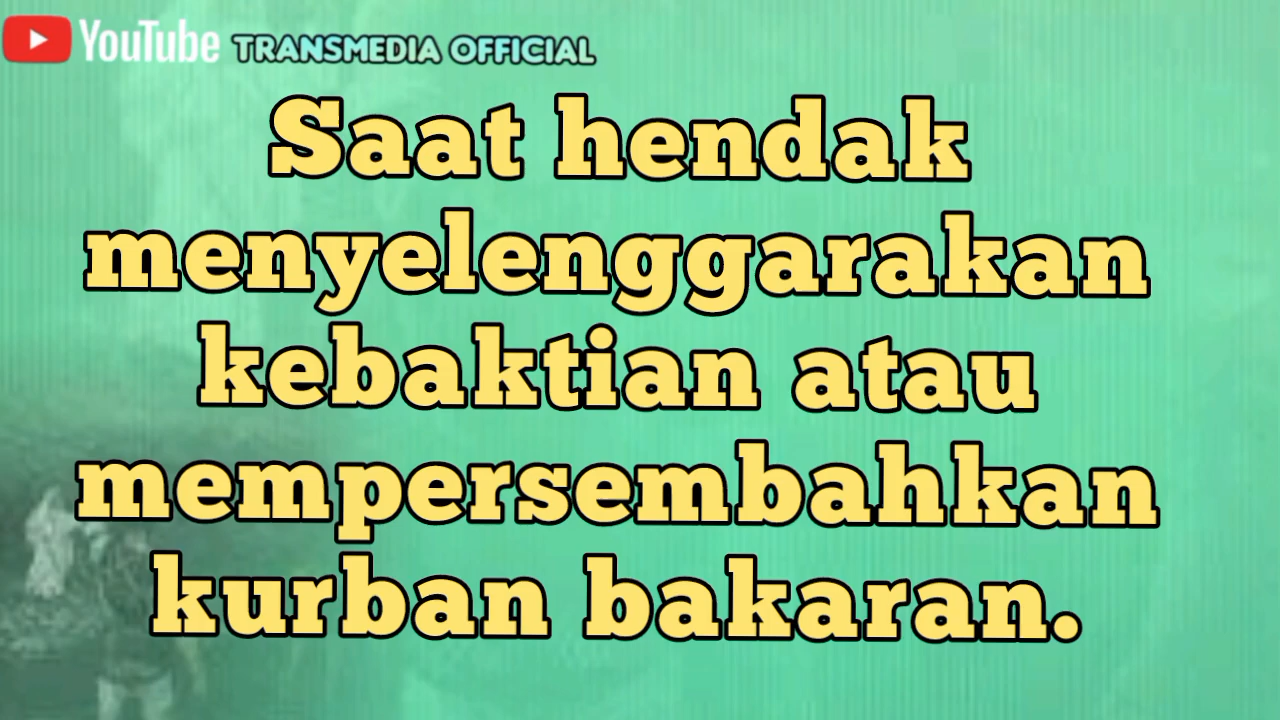 YouTube TRANSMEDIA OFFICIAL
Saat hendak
menyelenggarakan
kebaktian atau
mempersembahkan
kurban bakaran.